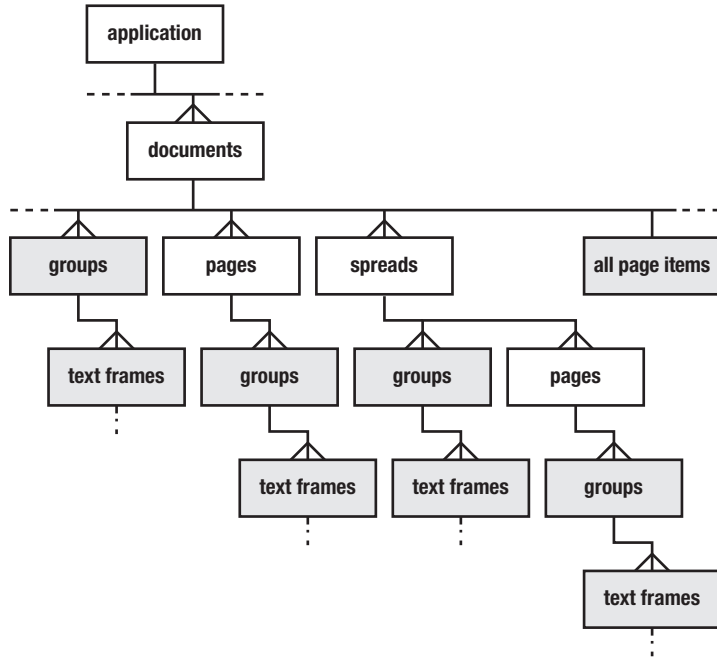 application
documents
groups
pages
spreads
all page items
text frames
groups
groups
pages
text frames
text frames
groups
text frames